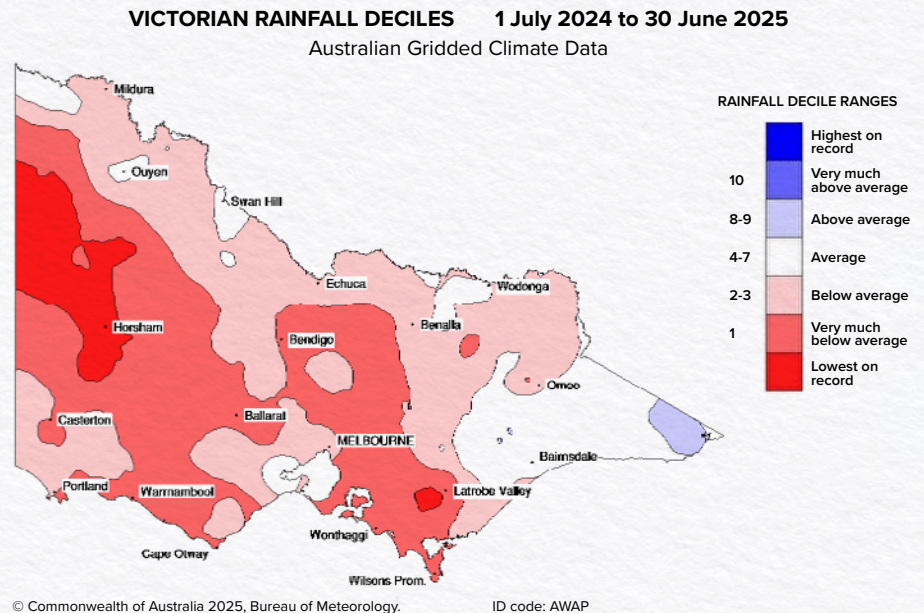 VICTORIAN RAINFALL DECILES 1 July 2024 to 30 June 2025
Australian Gridded Climate Data
Mildura
RAINFALL DECILE RANGES
Highest on
record
10
Very much
above average
Ouyen
Swan Hill
8-9
Above average
4-7
Average
Echuca
Wodonga
2-3
Below average
Horsham
Benalla
1
Very much
below average
Bendigo
Lowest on
record
Omeo
Casterton
Ballarat
MELBOURNE
Bairnsdale
Portland
Warrnambool
Latrobe Valley
Wonthaggi
Cape Otway
Wilsons Prom.
© Commonwealth of Australia 2025, Bureau of Meteorology.
ID code: AWAP